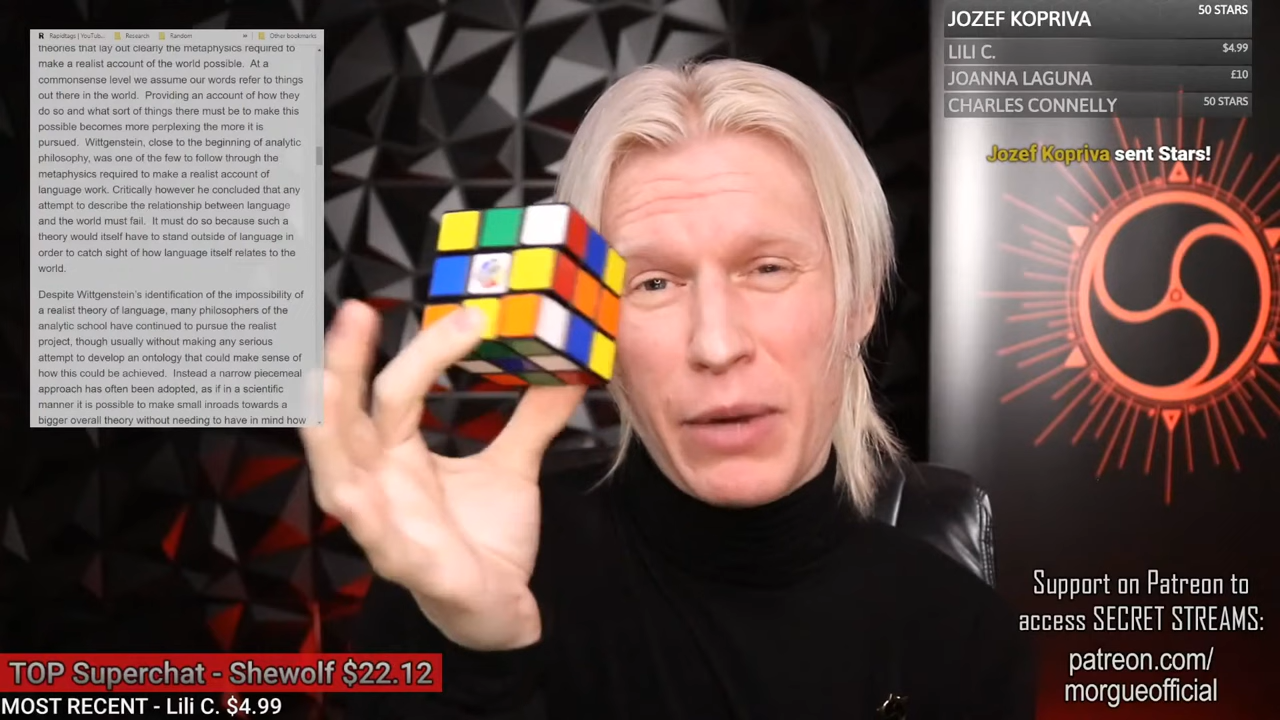 Rapidtags | YouTub...
Research
Random
»
Other bookmarks
theories that lay out clearly the metaphysics required to
make a realist account of the world possible. At a
commonsense level we assume our words refer to things
out there in the world. Providing an account of how they
do so and what sort of things there must be to make this
possible becomes more perplexing the more it is
pursued. Wittgenstein, close to the beginning of analytic
philosophy, was one of the few to follow through the
metaphysics required to make a realist account of
language work. Critically however he concluded that any
attempt to describe the relationship between language
and the world must fail. It must do so because such a
theory would itself have to stand outside of language in
order to catch sight of how language itself relates to the
world.
Despite Wittgenstein's identification of the impossibility of
a realist theory of language, many philosophers of the
analytic school have continued to pursue the realist
project, though usually without making any serious
attempt to develop an ontology that could make sense of
how this could be achieved. Instead a narrow piecemeal
approach has often been adopted, as if in a scientific
manner it is possible to make small inroads towards a
bigger overall theory without needing to have in mind how
JOZEF KOPRIVA 50 STARS
LILI C. $4.99
JOANNA LAGUNA £10
CHARLES CONNELLY 50 STARS
Jozef Kopriva sent Stars!
Support on Patreon to
access SECRET STREAMS:
patreon.com/
morgueofficial
TOP Superchat - Shewolf $22.12
MOST RECENT - Lili C. $4.99